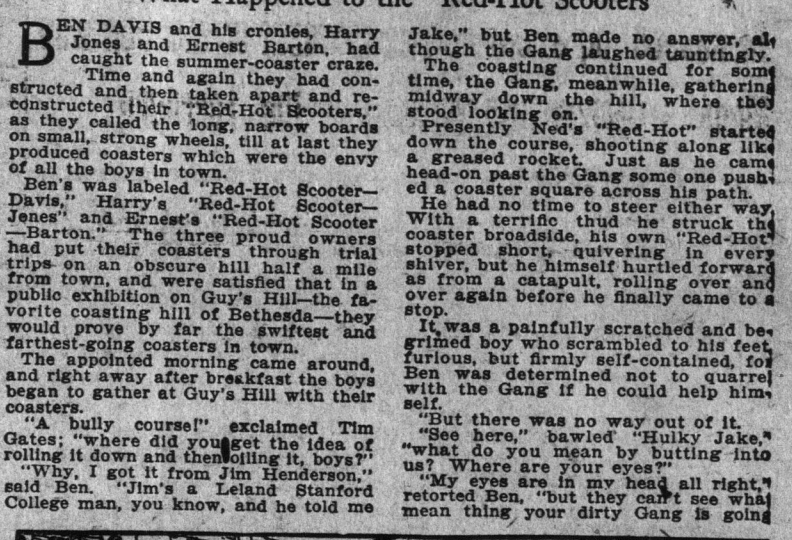 What Happened to the "Red-Hot Scooters"
BEN DAVIS and his cronies, Harry
Jones and Ernest Barton, had
caught the summer-coaster craze.
Time and again they had con-
structed and then taken apart and re-
constructed their "Red-Hot Scooters,"
as they called the long, narrow boards
on small, strong wheels, till at last they
produced coasters which were the envy
of all the boys in town.
Ben's was labeled "Red-Hot Scooter—
Davis," Harry's "Red-Hot Scooter—
Jones" and Ernest's "Red-Hot Scooter
—Barton." The three proud owners
had put their coasters through trial
trips on an obscure hill half a mile
from town, and were satisfied that in a
public exhibition on Guy's Hill—the fa-
vorite coasting hill of Bethesda—they
would prove by far the swiftest and
farthest-going coasters in town.
The appointed morning came around,
and right away after breakfast the boys
began to gather at Guy's Hill with their
coasters.
"A bully course!" exclaimed Tim
Gates; "where did you get the idea of
rolling it down and then oiling it, boys?"
"Why, I got it from Jim Henderson,"
said Ben. "Jim's a Leland Stanford
College man, you know, and he told me
Jake," but Ben made no answer, al-
though the Gang laughed tauntingly.
The coasting continued for some
time, the Gang, meanwhile, gathering
midway down the hill, where they
stood looking on.
Presently Ned's "Red-Hot" started
down the course, shooting along like
a greased rocket. Just as he came
head-on past the Gang some one push-
ed a coaster square across his path.
He had no time to steer either way.
With a terrific thud he struck the
coaster broadside, his own "Red-Hot"
stopped short, quivering in every
shiver, but he himself hurtled forward
as from a catapult, rolling over and
over again before he finally came to a
stop.
It was a painfully scratched and be-
grimed boy who scrambled to his feet,
furious, but firmly self-contained, for
Ben was determined not to quarrel
with the Gang if he could help him-
self.
"But there was no way out of it.
"See here," bawled "Hulky Jake,"
"what do you mean by butting into
us? Where are your eyes?"
"My eyes are in my head all right,"
retorted Ben, "but they can't see what
mean thing your dirty Gang is going